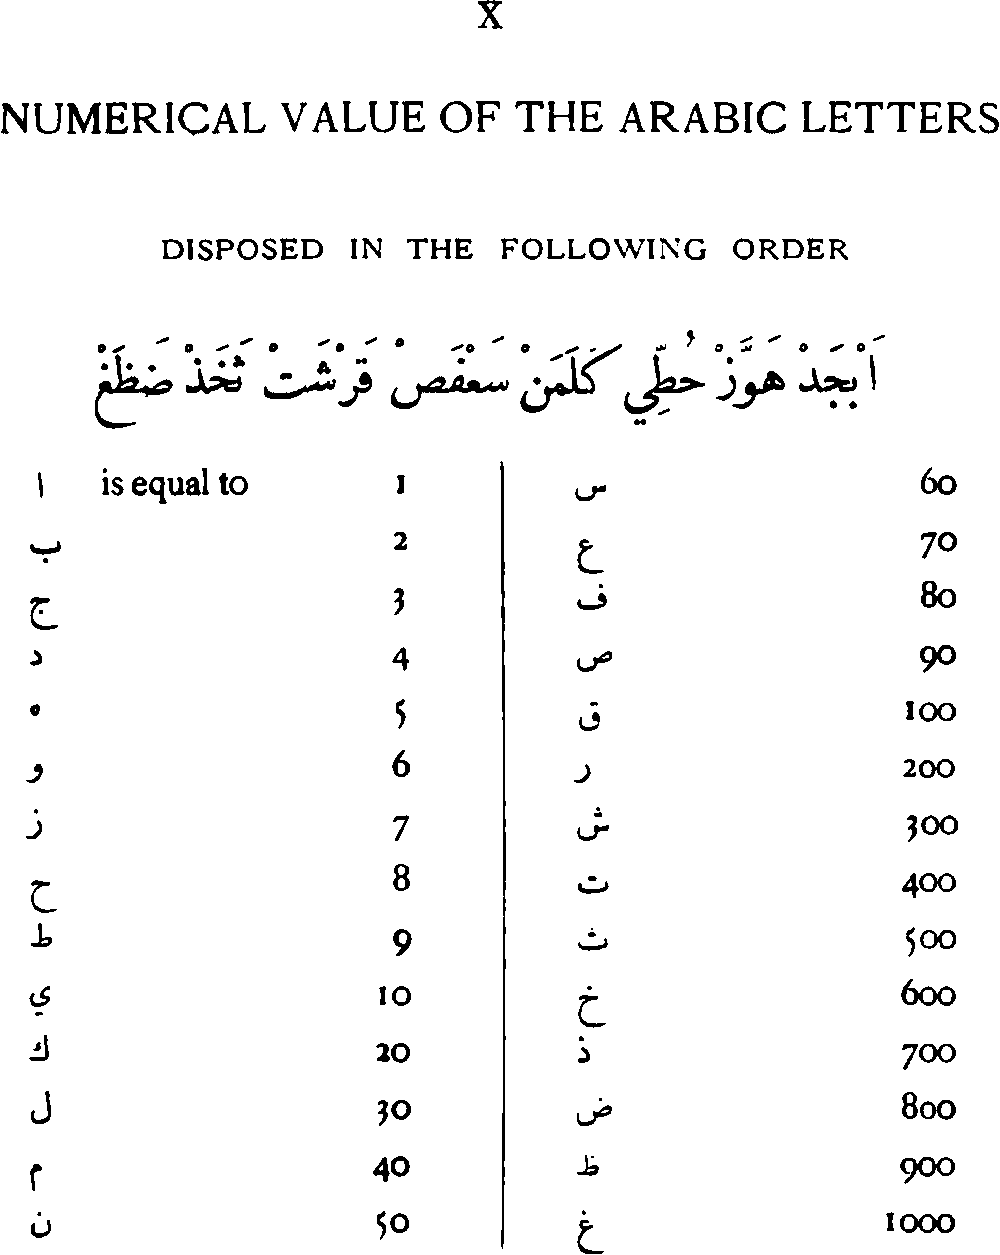 X
NUMERICAL VALUE OF THE ARABIC LETTERS
DISPOSED IN THE FOLLOWING ORDER
اَبْجَدْ هَوَّزْ حُطِّي كَلَمَنْ سَعْفَصْ قَرْشَتْ ثَخَذْ ضَظَغْ
ا is equal to 1
ب 2
ج 3
د 4
ه 5
و 6
ز 7
ح 8
ط 9
ي 10
ك 20
ل 30
م 40
ن 50
س 60
ع 70
ف 80
ص 90
ق 100
ر 200
ش 300
ت 400
ث 500
خ 600
ذ 700
ض 800
ظ 900
غ 1000